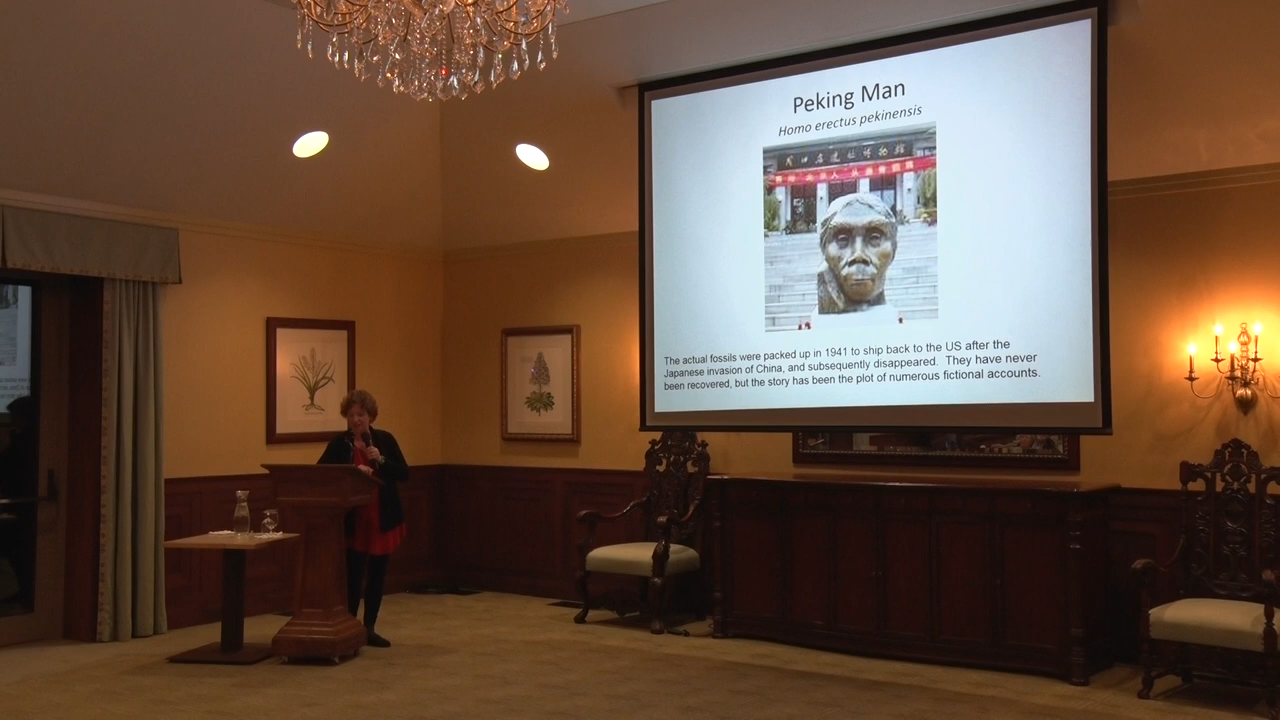 Peking Man
Homo erectus pekinensis
The actual fossils were packed up in 1941 to ship back to the US after the
Japanese invasion of China, and subsequently disappeared. They have never
been recovered, but the story has been the plot of numerous fictional accounts.